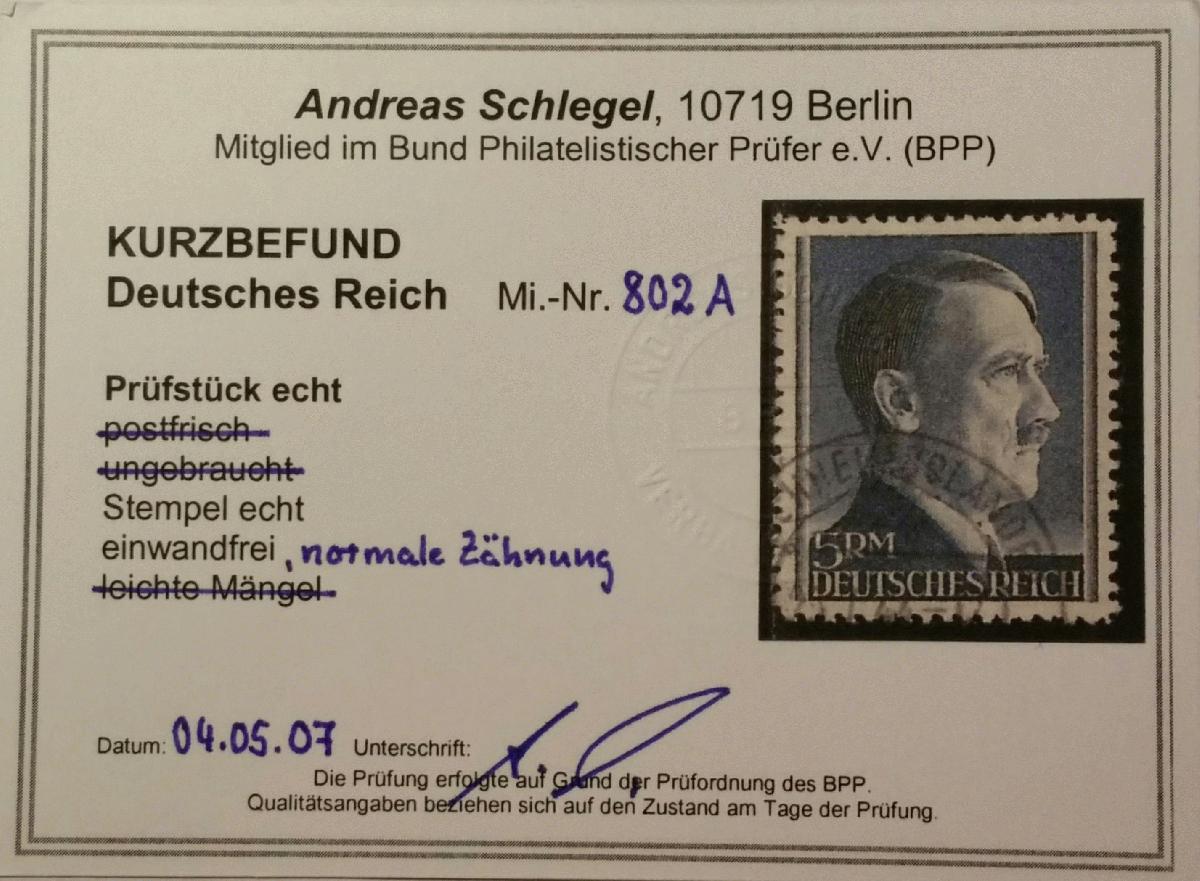 Andreas Schlegel, 10719 Berlin
Mitglied im Bund Philatelistischer Prüfer e.V. (BPP)
KURZBEFUND
Deutsches Reich Mi.-Nr. 802 A
Prüfstück echt
postfrisch
ungebraucht
Stempel echt
einwandfrei, normale Zähnung
leichte Mängel
5 RM
DEUTSCHES REICH
Datum: 04.05.07 Unterschrift:
Die Prüfung erfolgte auf Grund der Prüfordnung des BPP.
Qualitätsangaben beziehen sich auf den Zustand am Tage der Prüfung.